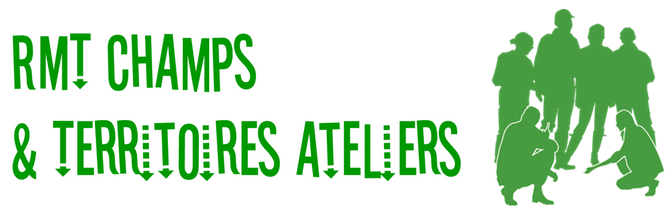 RMT CHAMPS
& TERRITOIRES ATELIERS